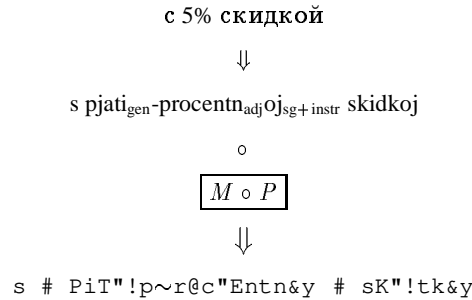 с 5% скидкой
⇓
s pjati_gen-procentn_adj oj_sg+instr skidkoj
∘
M ∘ P
⇓
s # PiT"!p~r@c"Entn&y # sK"!tk&y